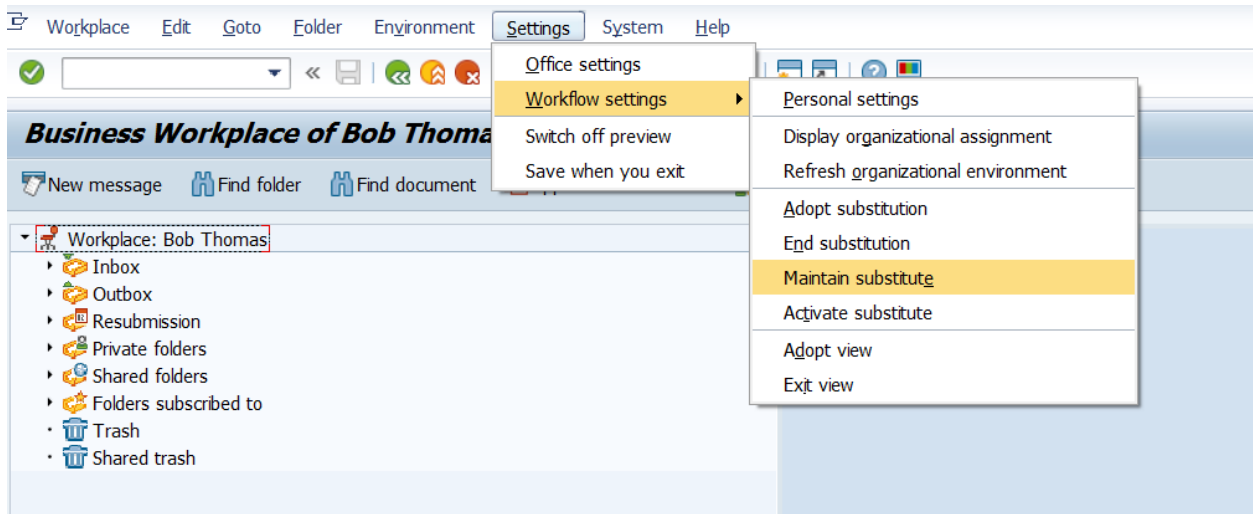 Workplace Edit Goto Folder Environment Settings System Help
Office settings
Workflow settings
Switch off preview
Save when you exit
Personal settings
Display organizational assignment
Refresh organizational environment
Adopt substitution
End substitution
Maintain substitute
Activate substitute
Adopt view
Exit view
Business Workplace of Bob Thoma
New message Find folder Find document
Workplace: Bob Thomas
Inbox
Outbox
Resubmission
Private folders
Shared folders
Folders subscribed to
Trash
Shared trash